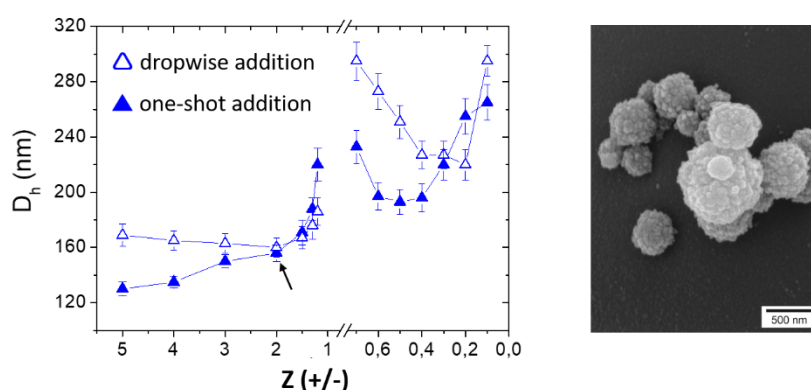 320
280
240
200
160
120
D_h (nm)
dropwise addition
one-shot addition
5 4 3 2 1 0,6 0,4 0,2 0,0
Z (+/-)
500 nm